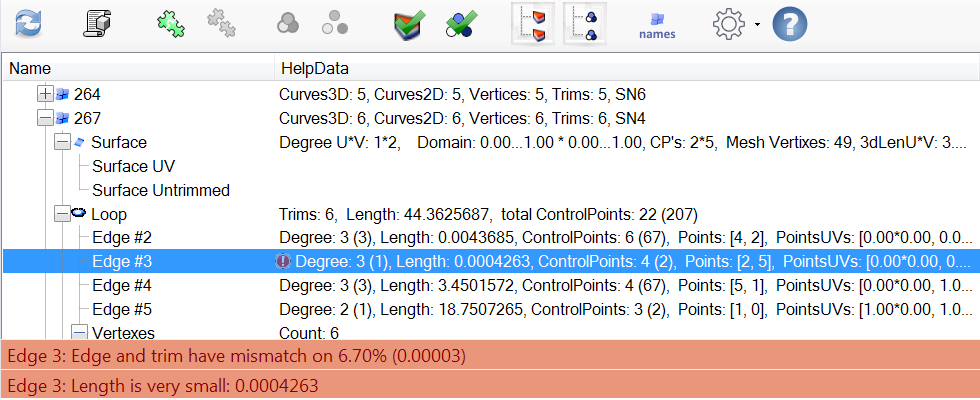 names
Name HelpData
264 Curves3D: 5, Curves2D: 5, Vertices: 5, Trims: 5, SN6
267 Curves3D: 6, Curves2D: 6, Vertices: 6, Trims: 6, SN4
Surface Degree U*V: 1*2, Domain: 0.00...1.00 * 0.00...1.00, CP's: 2*5, Mesh Vertixes: 49, 3dLenU*V: 3....
Surface UV
Surface Untrimmed
Loop Trims: 6, Length: 44.3625687, total ControlPoints: 22 (207)
Edge #2 Degree: 3 (3), Length: 0.0043685, ControlPoints: 6 (67), Points: [4, 2], PointsUVs: [0.00*0.00, 0.0...
Edge #3 Degree: 3 (1), Length: 0.0004263, ControlPoints: 4 (2), Points: [2, 5], PointsUVs: [0.00*0.00, 0....
Edge #4 Degree: 3 (3), Length: 3.4501572, ControlPoints: 4 (67), Points: [5, 1], PointsUVs: [0.00*0.00, 1.0...
Edge #5 Degree: 2 (1), Length: 18.7507265, ControlPoints: 3 (2), Points: [1, 0], PointsUVs: [1.00*0.00, 1.0...
Vertexes Count: 6
Edge 3: Edge and trim have mismatch on 6.70% (0.00003)
Edge 3: Length is very small: 0.0004263